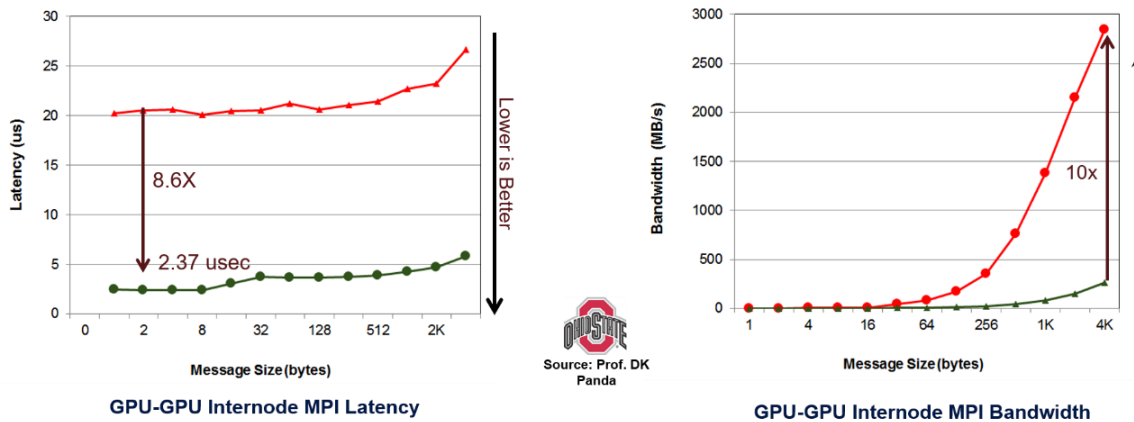 30
25
20
15
10
5
0
Latency (us)
8.6X
2.37 usec
0 2 8 32 128 512 2K
Message Size (bytes)
GPU-GPU Internode MPI Latency
Lower is Better
OHIO STATE
Source: Prof. DK
Panda
3000
2500
2000
1500
1000
500
0
Bandwidth (MB/s)
10x
1 4 16 64 256 1K 4K
Message Size (bytes)
GPU-GPU Internode MPI Bandwidth